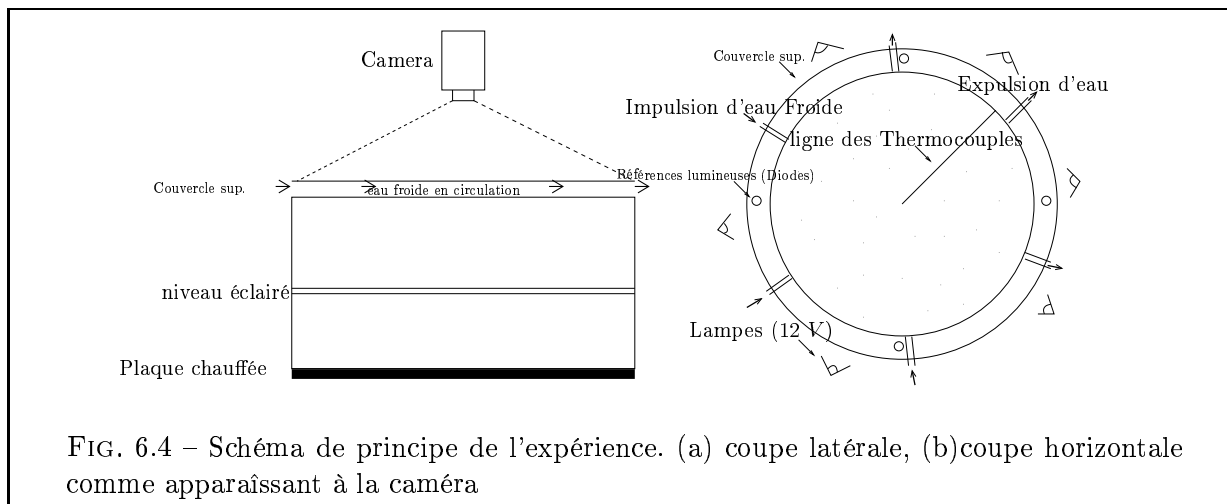 Camera
Couvercle sup.
eau froide en circulation
niveau éclairé
Plaque chauffée
Couvercle sup.
Expulsion d'eau
Impulsion d'eau Froide
ligne des Thermocouples
Références lumineuses (Diodes)
Lampes (12 V)
FIG. 6.4 – Schéma de principe de l'expérience. (a) coupe latérale, (b)coupe horizontale
comme apparaîssant à la caméra